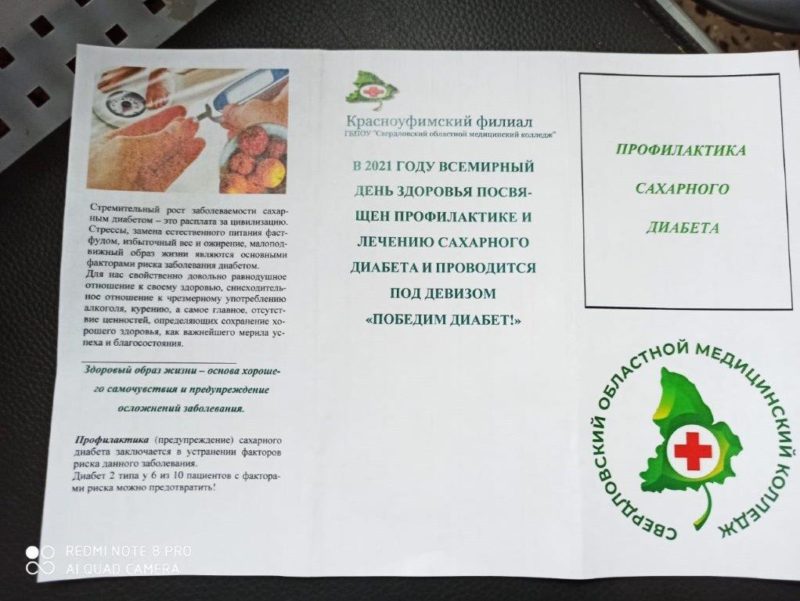 Стремительный рост заболеваемости сахар-
ным диабетом – это расплата за цивилизацию.
Стрессы, замена естественного питания фаст-
фудом, избыточный вес и ожирение, малопод-
вижный образ жизни являются основными
факторами риска заболевания диабетом.
Для нас свойственно довольно равнодушное
отношение к своему здоровью, снисходитель-
ное отношение к чрезмерному употреблению
алкоголя, курению, а самое главное, отсутст-
вие ценностей, определяющих сохранение хо-
рошего здоровья, как важнейшего мерила ус-
пеха и благосостояния.
Здоровый образ жизни – основа хороше-
го самочувствия и предупреждение
осложнений заболевания.
Профилактика (предупреждение) сахарного
диабета заключается в устранении факторов
риска данного заболевания.
Диабет 2 типа у 6 из 10 пациентов с фактора-
ми риска можно предотвратить!
Красноуфимский филиал
ГБПОУ "Свердловский областной медицинский колледж"
В 2021 ГОДУ ВСЕМИРНЫЙ
ДЕНЬ ЗДОРОВЬЯ ПОСВЯ-
ЩЕН ПРОФИЛАКТИКЕ И
ЛЕЧЕНИЮ САХАРНОГО
ДИАБЕТА И ПРОВОДИТСЯ
ПОД ДЕВИЗОМ
«ПОБЕДИМ ДИАБЕТ!»
ПРОФИЛАКТИКА
САХАРНОГО
ДИАБЕТА
СВЕРДЛОВСКИЙ ОБЛАСТНОЙ МЕДИЦИНСКИЙ КОЛЛЕДЖ
REDMI NOTE 8 PRO
AI QUAD CAMERA